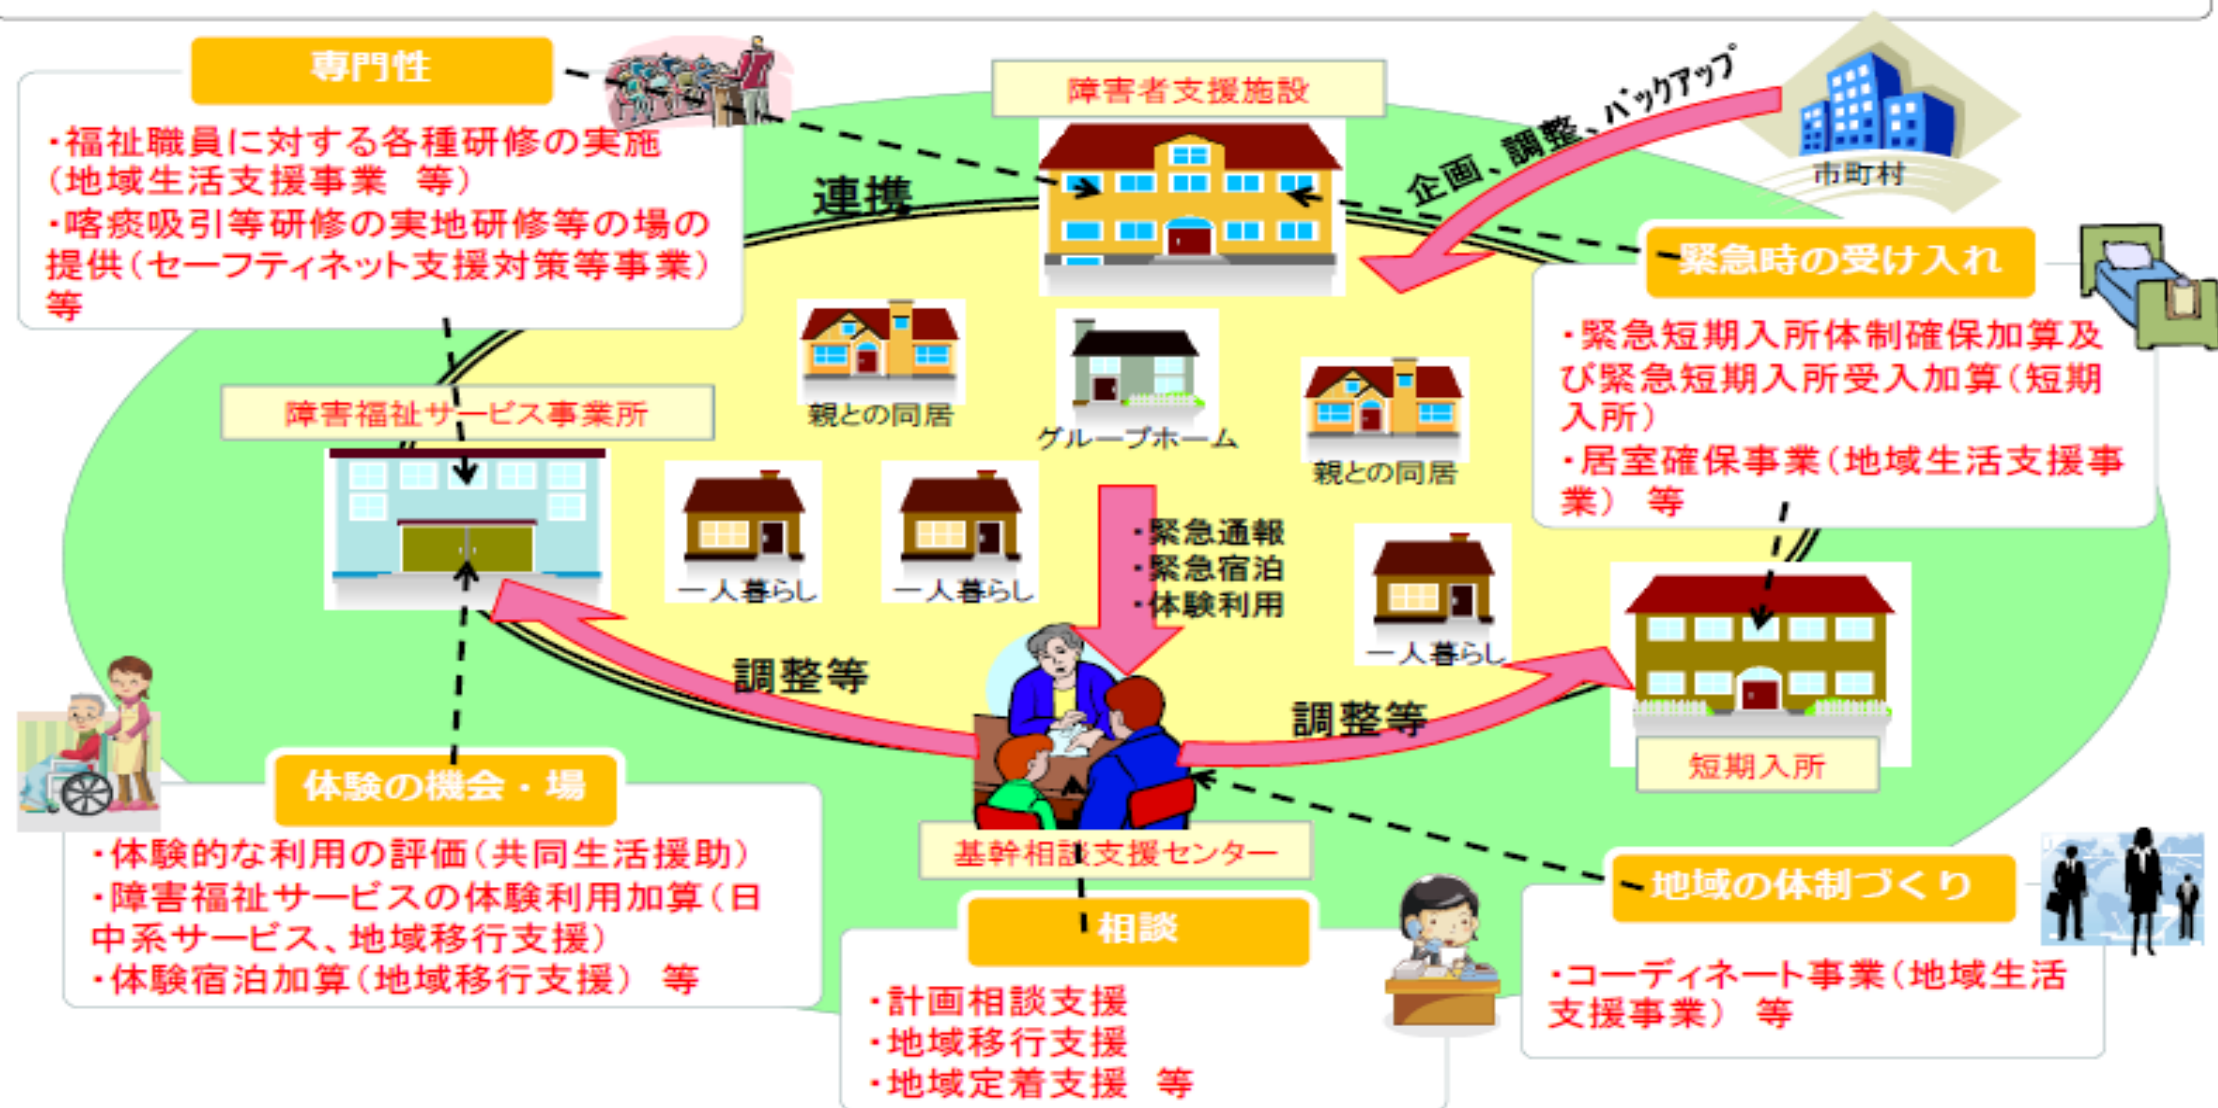 専門性
・福祉職員に対する各種研修の実施
（地域生活支援事業　等）
・喀痰吸引等研修の実地研修等の場の
提供（セーフティネット支援対策等事業）
等
障害者支援施設
連携
企画、調整、バックアップ
市町村
緊急時の受け入れ
・緊急短期入所体制確保加算及
び緊急短期入所受入加算（短期
入所）
・居室確保事業（地域生活支援事
業）　等
障害福祉サービス事業所
親との同居
グループホーム
親との同居
一人暮らし
一人暮らし
・緊急通報
・緊急宿泊
・体験利用
一人暮らし
調整等
調整等
短期入所
基幹相談支援センター
体験の機会・場
・体験的な利用の評価（共同生活援助）
・障害福祉サービスの体験利用加算（日
中系サービス、地域移行支援）
・体験宿泊加算（地域移行支援）　等
相談
・計画相談支援
・地域移行支援
・地域定着支援　等
地域の体制づくり
・コーディネート事業（地域生活
支援事業）　等